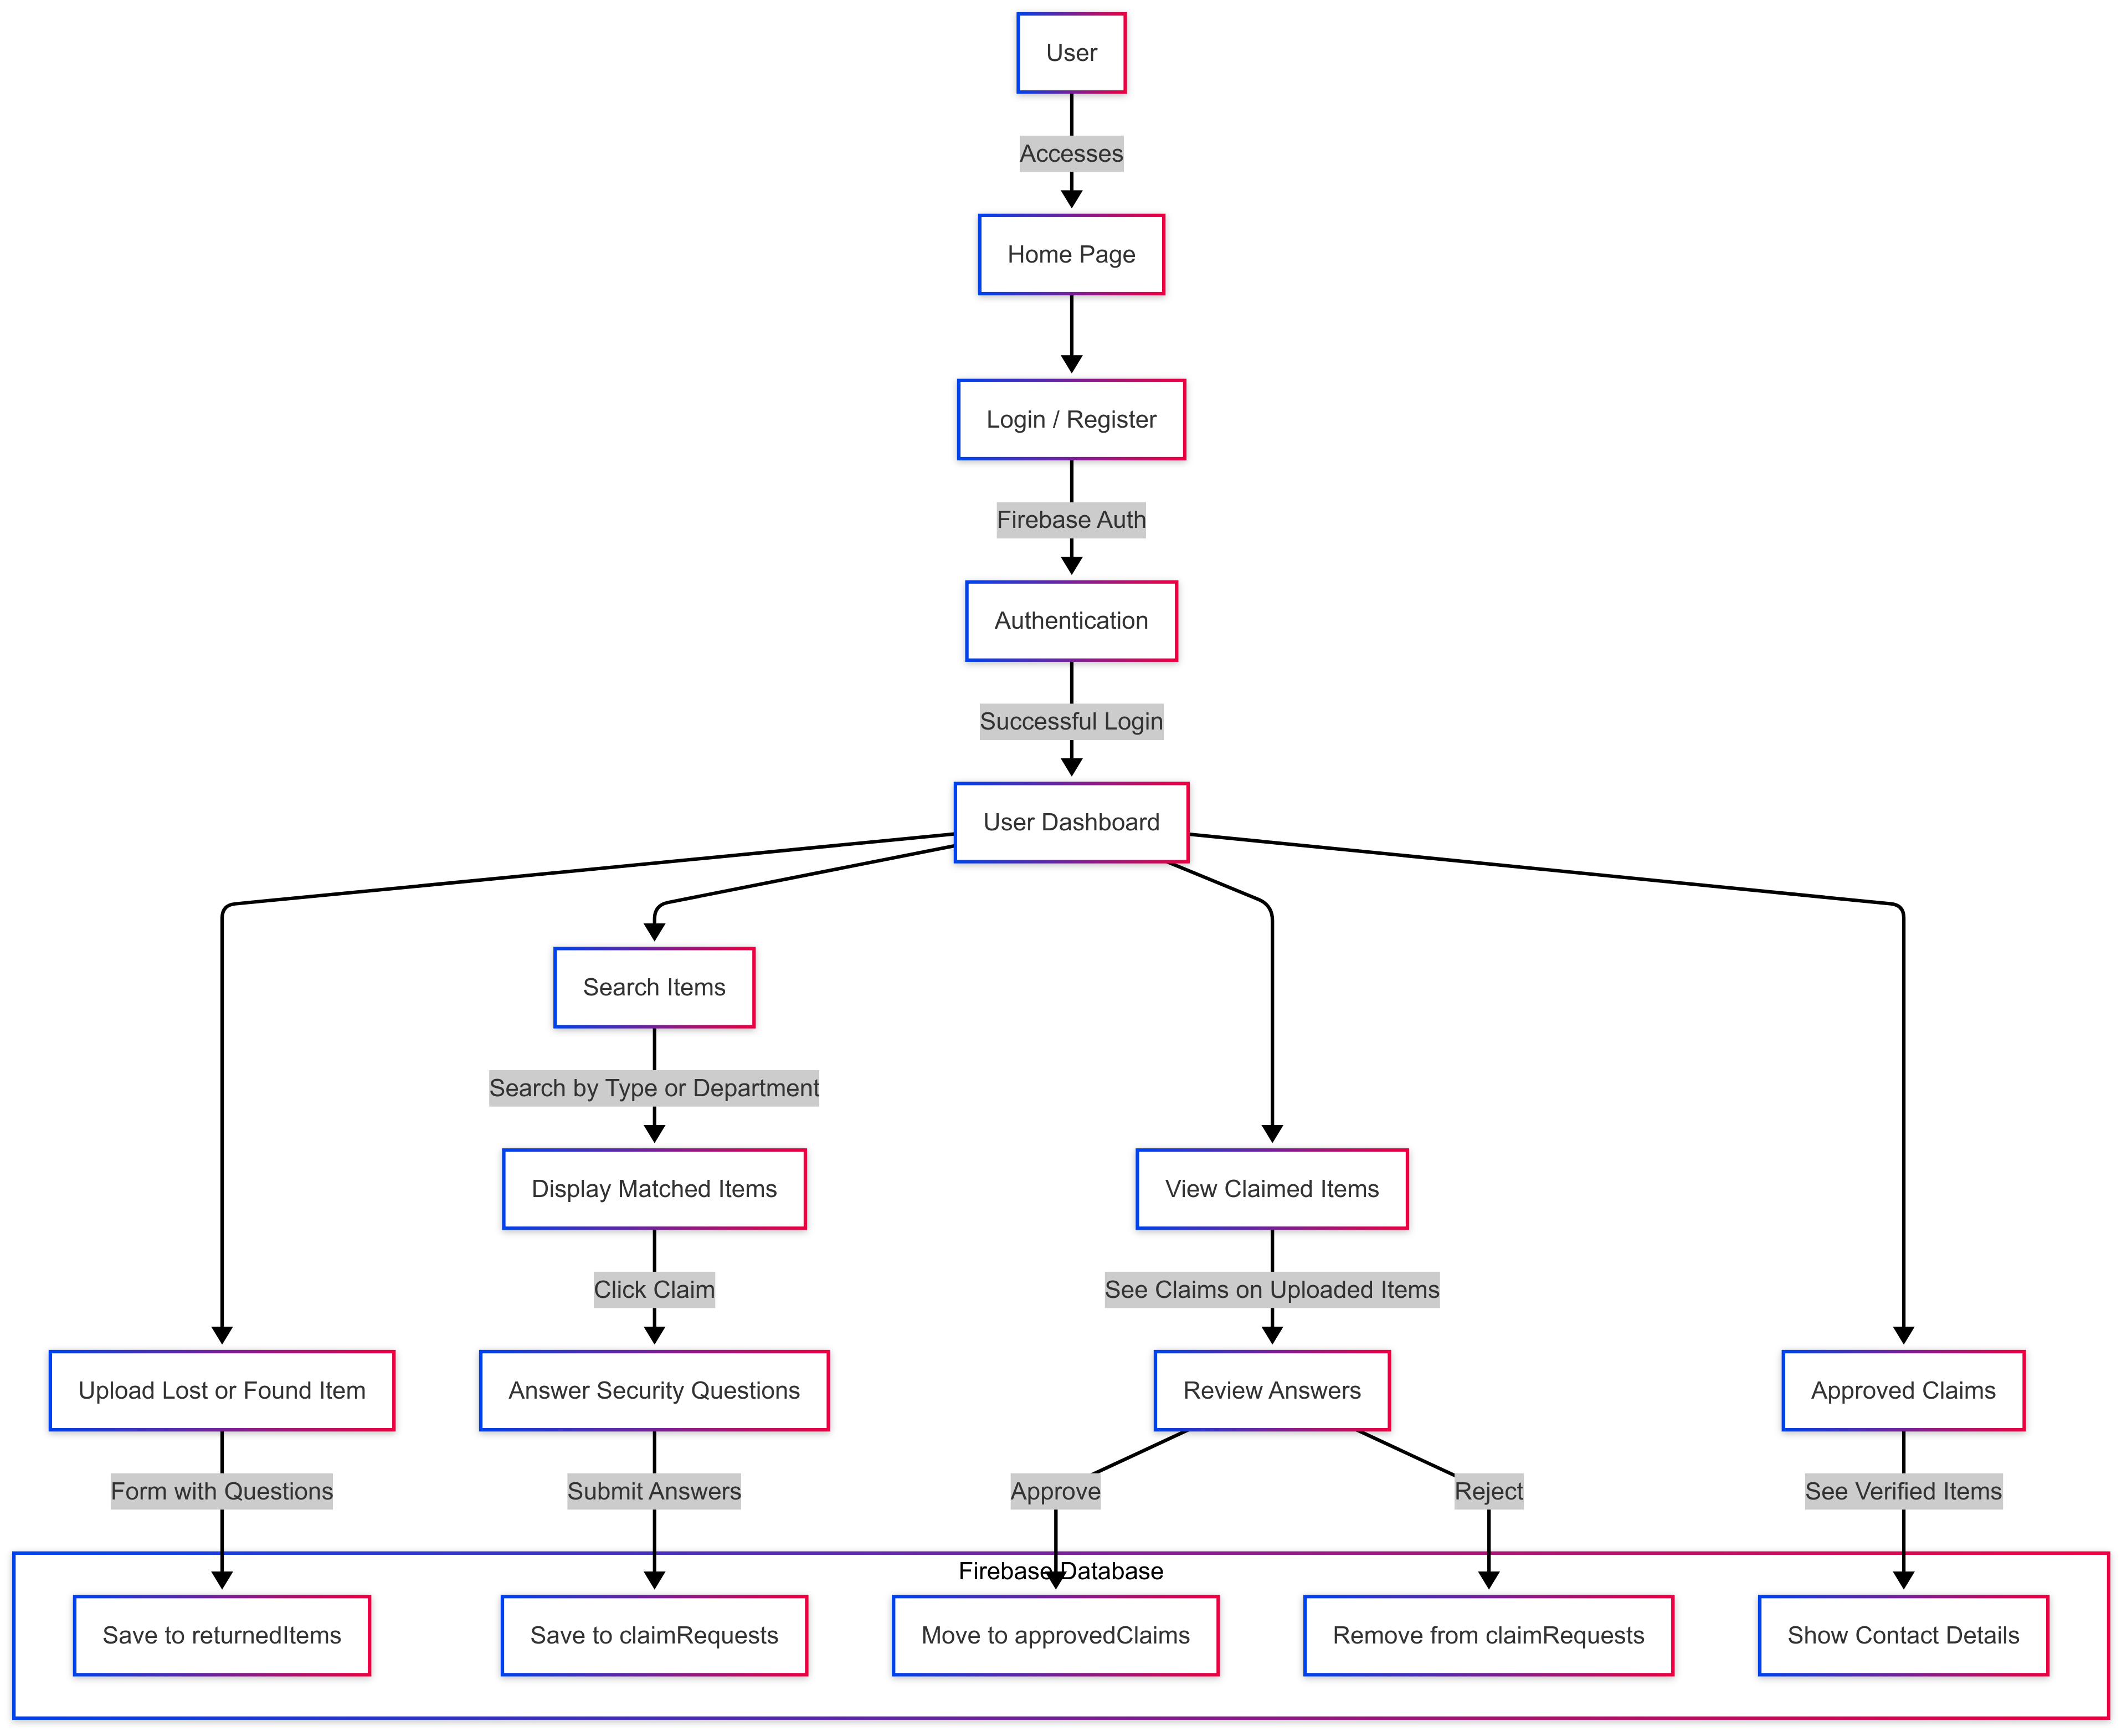 User
Accesses
Home Page
Login / Register
Firebase Auth
Authentication
Successful Login
User Dashboard
Search Items
Search by Type or Department
Display Matched Items
View Claimed Items
Click Claim
See Claims on Uploaded Items
Upload Lost or Found Item
Answer Security Questions
Review Answers
Approved Claims
Form with Questions
Submit Answers
Approve
Reject
See Verified Items
Firebase Database
Save to returnedItems
Save to claimRequests
Move to approvedClaims
Remove from claimRequests
Show Contact Details